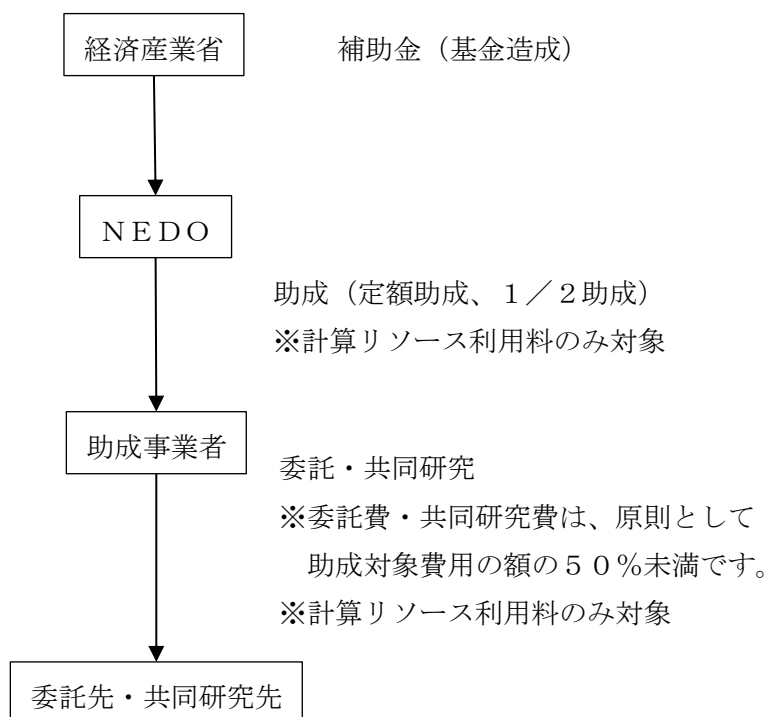 経済産業省
補助金（基金造成）
ＮＥＤＯ
助成（定額助成、１／２助成）
※計算リソース利用料のみ対象
助成事業者
委託・共同研究
※委託費・共同研究費は、原則として
助成対象費用の額の５０％未満です。
※計算リソース利用料のみ対象
委託先・共同研究先